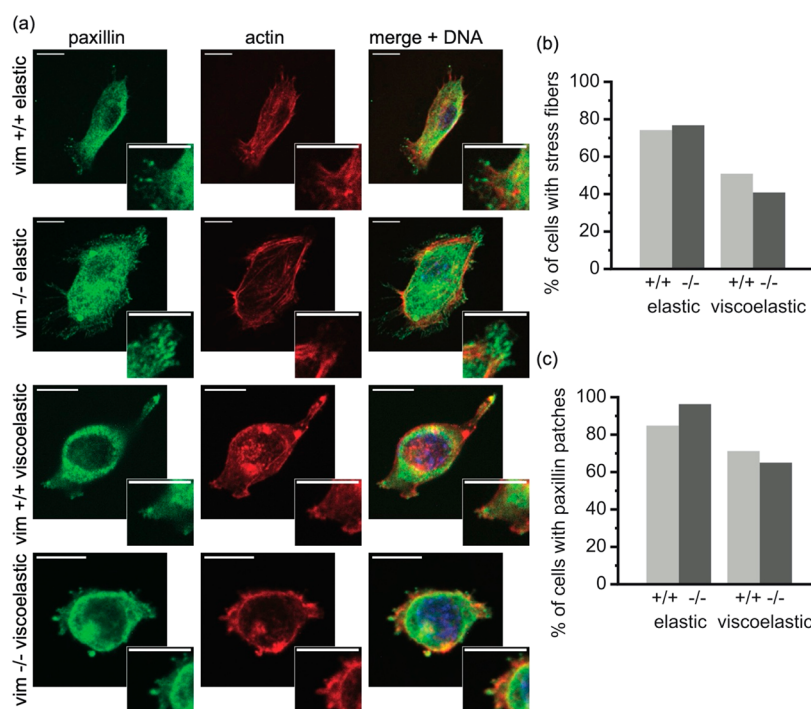 (a)
paxillin
actin
merge + DNA
vim +/+ elastic
vim -/- elastic
vim +/+ viscoelastic
vim -/- viscoelastic
(b)
% of cells with stress fibers
100
80
60
40
20
0
+/+ -/- +/+ -/-
elastic viscoelastic
(c)
% of cells with paxillin patches
100
80
60
40
20
0
+/+ -/- +/+ -/-
elastic viscoelastic